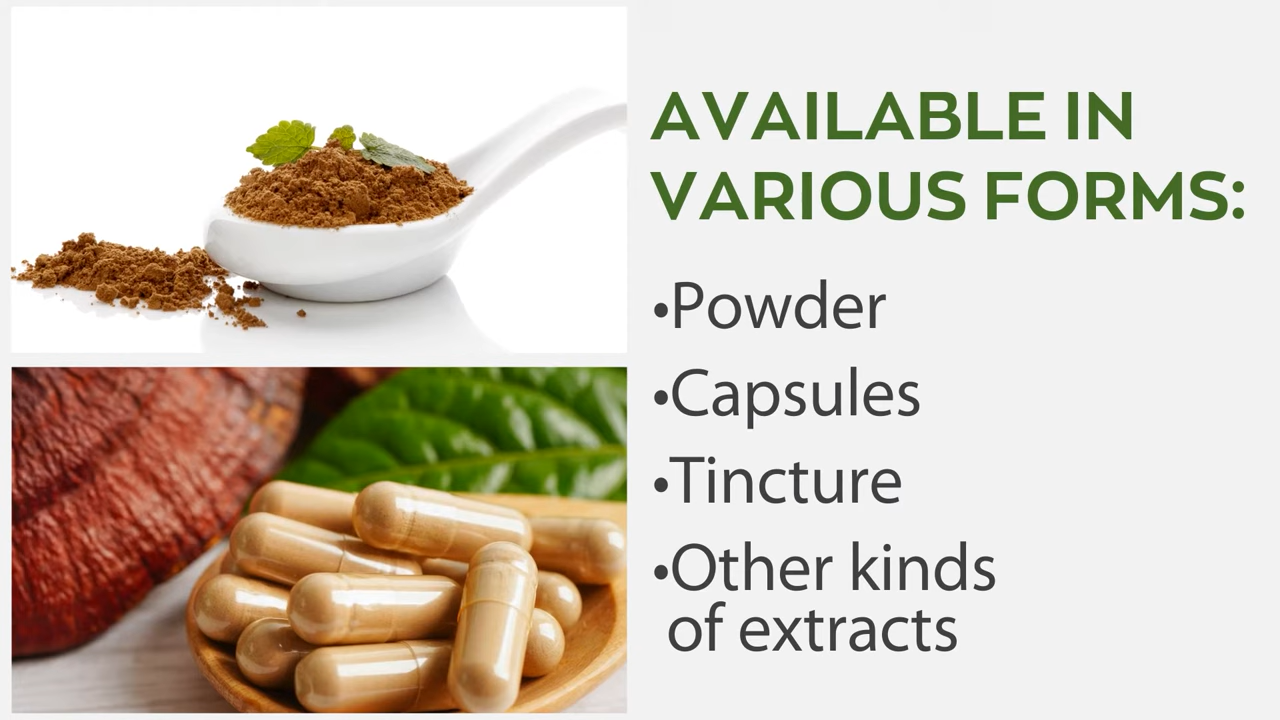 AVAILABLE IN
VARIOUS FORMS:
•Powder
•Capsules
•Tincture
•Other kinds
of extracts